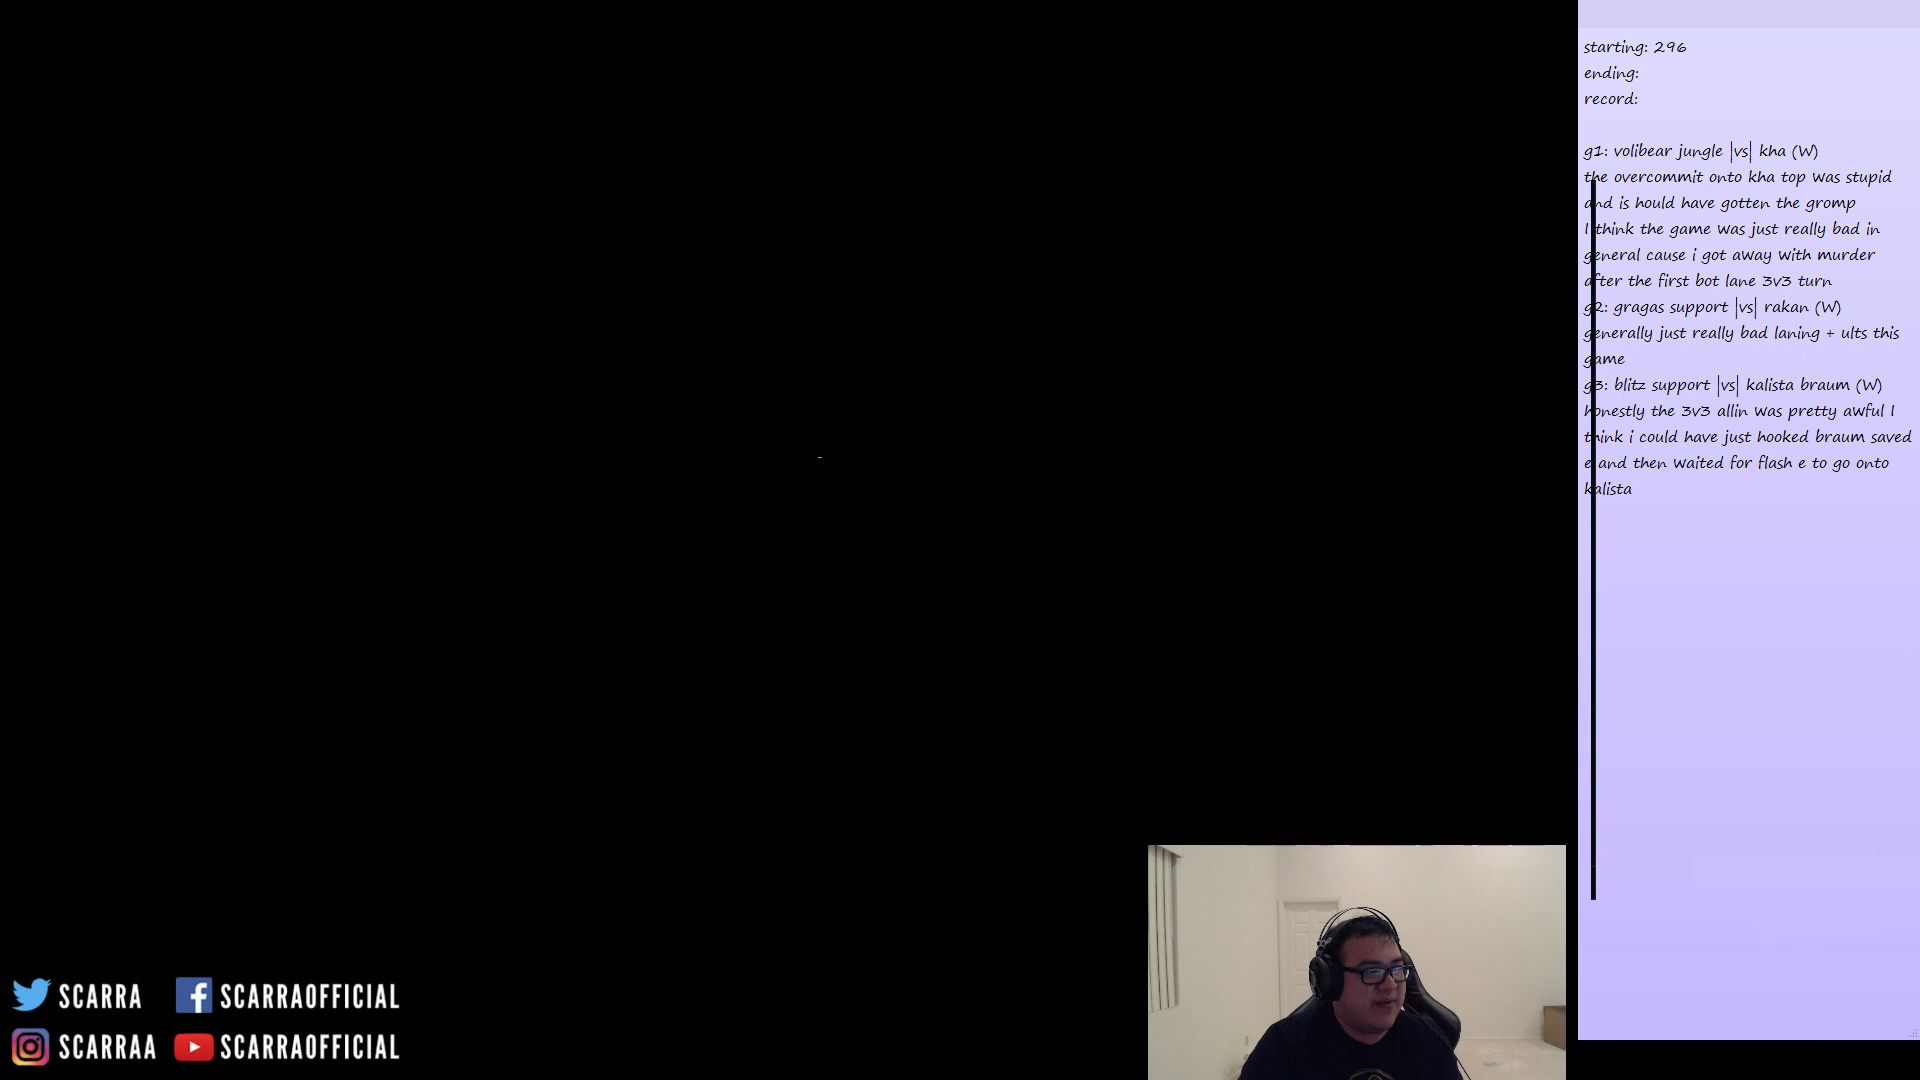 starting: 296
ending:
record:
g1: volibear jungle |vs| kha (W)
the overcommit onto kha top was stupid
and is hould have gotten the gromp
I think the game was just really bad in
general cause i got away with murder
after the first bot lane 3v3 turn
g2: gragas support |vs| rakan (W)
generally just really bad laning + ults this
game
g3: blitz support |vs| kalista braum (W)
honestly the 3v3 allin was pretty awful I
think i could have just hooked braum saved
e and then waited for flash e to go onto
kalista
SCARRA
SCARRAOFFICIAL
SCARRAA
SCARRAOFFICIAL